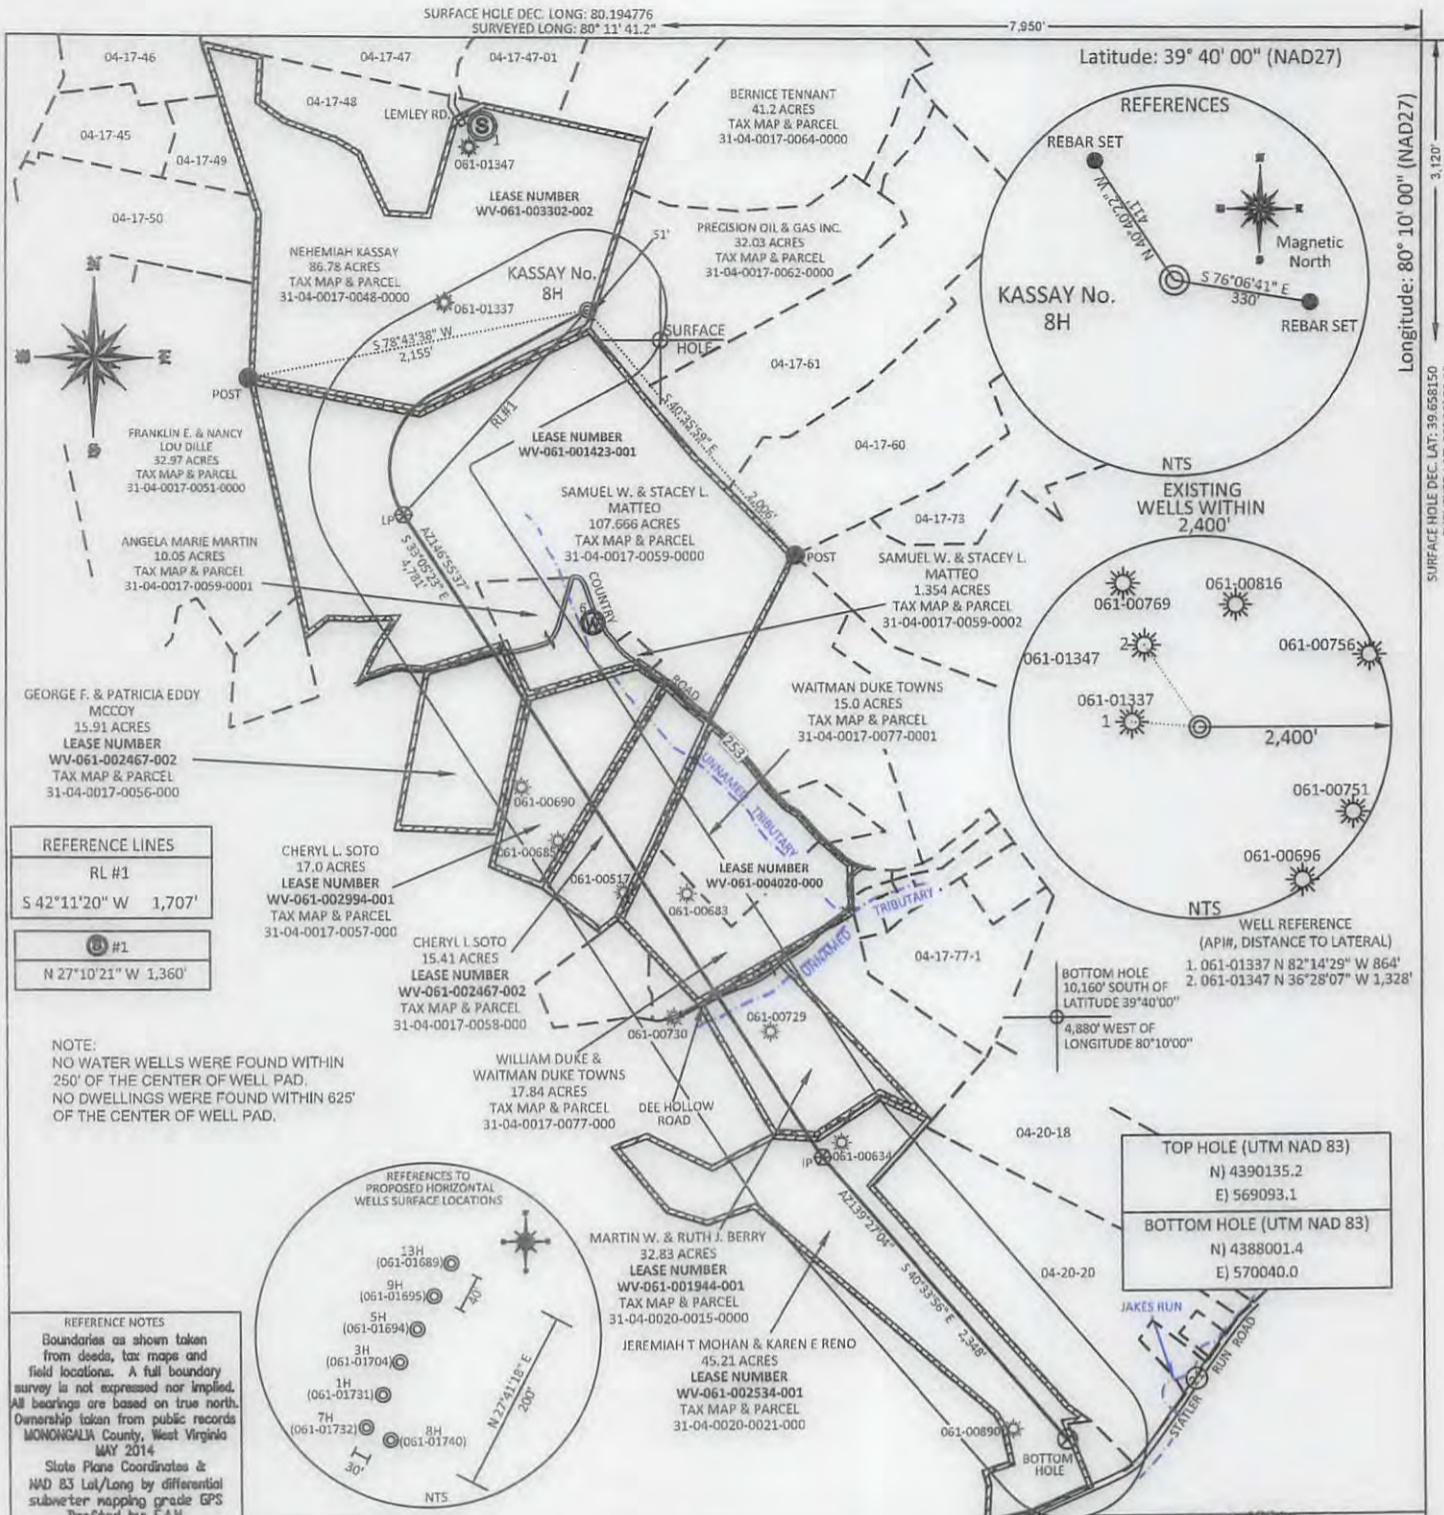 SURFACE HOLE DEC. LONG: 80.194776
SURVEYED LONG: 80° 11' 41.2"
7,950'
Latitude: 39° 40' 00" (NAD27)
Longitude: 80° 10' 00" (NAD27)
3,120'
SURFACE HOLE DEC. LAT: 39.658150
04-17-46
04-17-47
04-17-47-01
04-17-48
04-17-45
04-17-49
04-17-50
LEMLEY RD.
S
1
061-01347
LEASE NUMBER
WV-061-003302-002
BERNICE TENNANT
41.2 ACRES
TAX MAP & PARCEL
31-04-0017-0064-0000
PRECISION OIL & GAS INC.
32.03 ACRES
TAX MAP & PARCEL
31-04-0017-0062-0000
NEHEMIAH KASSAY
86.78 ACRES
TAX MAP & PARCEL
31-04-0017-0048-0000
KASSAY No.
8H
51'
061-01337
S 78°43'38" W
2,155'
POST
SURFACE
HOLE
RL#1
S 40°35'59" E
2,006'
04-17-61
04-17-60
04-17-73
POST
REFERENCES
REBAR SET
N 40°40'22" W
411'
Magnetic
North
S 76°06'41" E
330'
REBAR SET
KASSAY No.
8H
NTS
EXISTING
WELLS WITHIN
2,400'
061-00769
061-00816
061-00756
061-01347
2
061-01337
1
2,400'
061-00751
061-00696
NTS
WELL REFERENCE
(API#, DISTANCE TO LATERAL)
1. 061-01337 N 82°14'29" W 864'
2. 061-01347 N 36°28'07" W 1,328'
FRANKLIN E. & NANCY
LOU DILLE
32.97 ACRES
TAX MAP & PARCEL
31-04-0017-0051-0000
LEASE NUMBER
WV-061-001423-001
SAMUEL W. & STACEY L.
MATTEO
107.666 ACRES
TAX MAP & PARCEL
31-04-0017-0059-0000
LP
AZ146°55'37"
S 33°05'23" E
4,781'
ANGELA MARIE MARTIN
10.05 ACRES
TAX MAP & PARCEL
31-04-0017-0059-0001
SAMUEL W. & STACEY L.
MATTEO
1.354 ACRES
TAX MAP & PARCEL
31-04-0017-0059-0002
COUNTRY
6
W
ROAD
253
GEORGE F. & PATRICIA EDDY
MCCOY
15.91 ACRES
LEASE NUMBER
WV-061-002467-002
TAX MAP & PARCEL
31-04-0017-0056-000
WAITMAN DUKE TOWNS
15.0 ACRES
TAX MAP & PARCEL
31-04-0017-0077-0001
UNNAMED TRIBUTARY
061-00690
061-00685
061-00517
061-00683
LEASE NUMBER
WV-061-004020-000
UNNAMED TRIBUTARY
REFERENCE LINES
RL #1
S 42°11'20" W 1,707'
#1
N 27°10'21" W 1,360'
CHERYL L. SOTO
17.0 ACRES
LEASE NUMBER
WV-061-002994-001
TAX MAP & PARCEL
31-04-0017-0057-000
CHERYL L SOTO
15.41 ACRES
LEASE NUMBER
WV-061-002467-002
TAX MAP & PARCEL
31-04-0017-0058-000
04-17-77-1
BOTTOM HOLE
10,160' SOUTH OF
LATITUDE 39°40'00"
4,880' WEST OF
LONGITUDE 80°10'00"
NOTE:
NO WATER WELLS WERE FOUND WITHIN
250' OF THE CENTER OF WELL PAD.
NO DWELLINGS WERE FOUND WITHIN 625'
OF THE CENTER OF WELL PAD.
061-00730
061-00729
WILLIAM DUKE &
WAITMAN DUKE TOWNS
17.84 ACRES
TAX MAP & PARCEL
31-04-0017-0077-000
DEE HOLLOW
ROAD
04-20-18
IP
061-00634
TOP HOLE (UTM NAD 83)
N) 4390135.2
E) 569093.1
BOTTOM HOLE (UTM NAD 83)
N) 4388001.4
E) 570040.0
REFERENCES TO
PROPOSED HORIZONTAL
WELLS SURFACE LOCATIONS
13H
(061-01689)
9H
(061-01695)
40'
5H
(061-01694)
3H
(061-01704)
1H
(061-01731)
7H
(061-01732)
8H
(061-01740)
30'
N 27°41'18" E
200'
NTS
MARTIN W. & RUTH J. BERRY
32.83 ACRES
LEASE NUMBER
WV-061-001944-001
TAX MAP & PARCEL
31-04-0020-0015-0000
AZ139°27'04"
S 40°33'56" E 2,348'
04-20-20
JEREMIAH T MOHAN & KAREN E RENO
45.21 ACRES
LEASE NUMBER
WV-061-002534-001
TAX MAP & PARCEL
31-04-0020-0021-000
JAKES RUN
STATLER RUN ROAD
061-00890
BOTTOM
HOLE
REFERENCE NOTES
Boundaries as shown taken
from deeds, tax maps and
field locations. A full boundary
survey is not expressed nor implied.
All bearings are based on true north.
Ownership taken from public records
MONONGALIA County, West Virginia
MAY 2014
State Plane Coordinates &
NAD 83 Lat/Long by differential
submeter mapping grade GPS